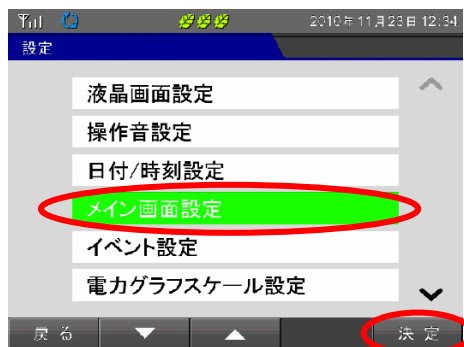 2010年11月23日 12:34
設定
液晶画面設定
操作音設定
日付/時刻設定
メイン画面設定
イベント設定
電力グラフスケール設定
戻る
決定